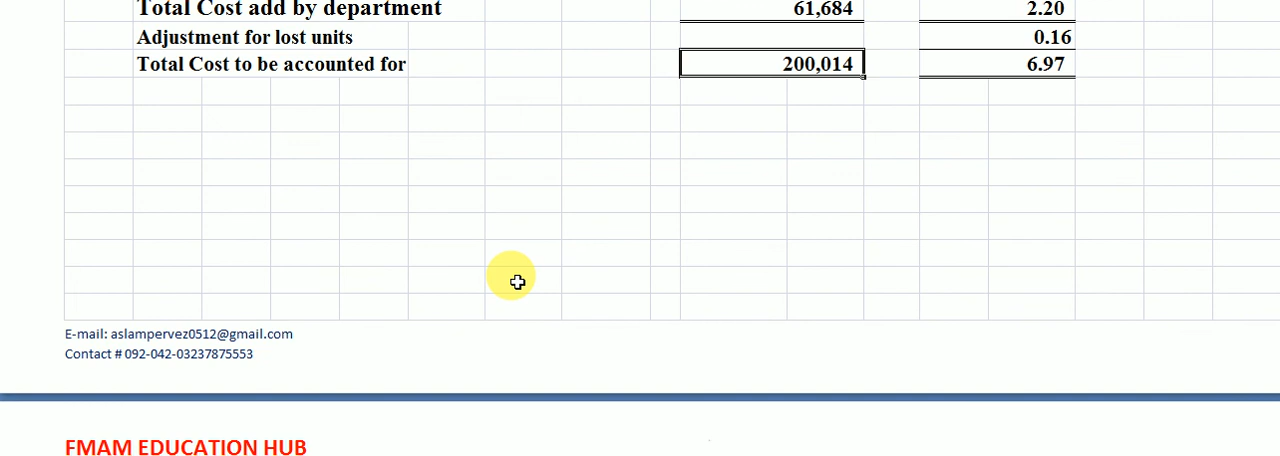 Total Cost add by department 61,684 2.20
Adjustment for lost units 0.16
Total Cost to be accounted for 200,014 6.97
E-mail: aslampervez0512@gmail.com
Contact # 092-042-03237875553
FMAM EDUCATION HUB